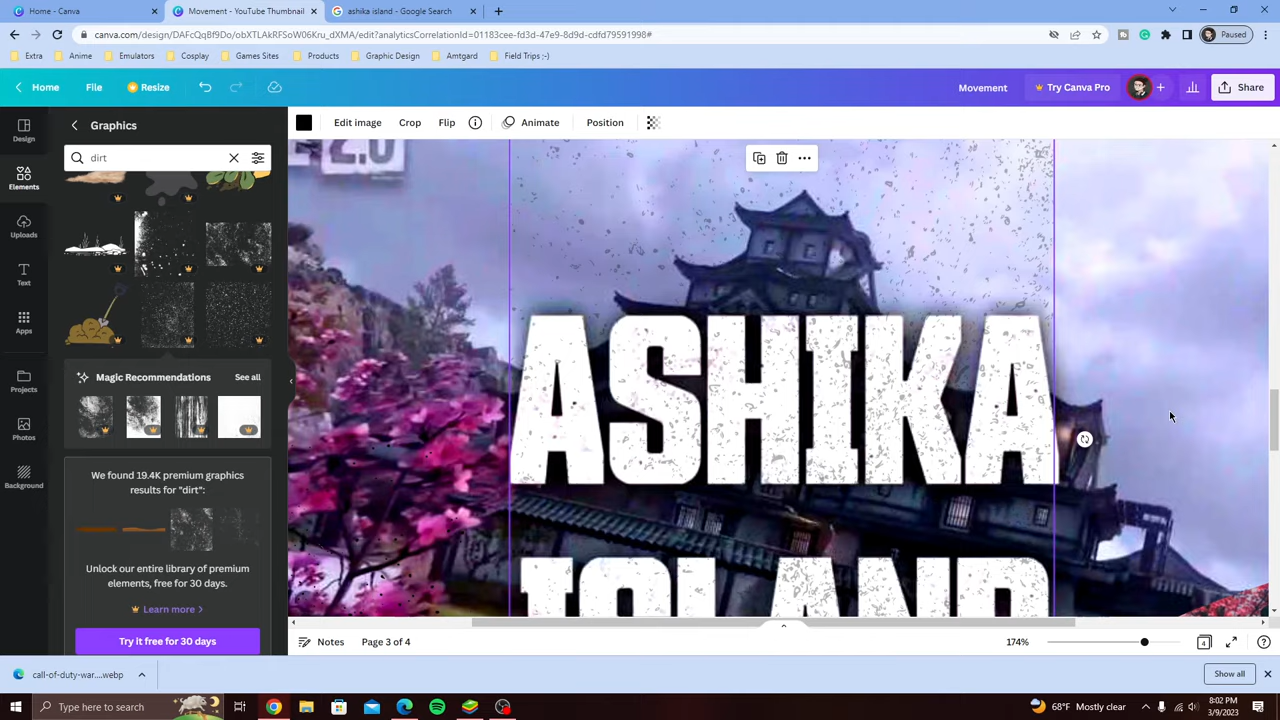 Home - Canva
Movement - YouTube Thumbnail
ashika island - Google Search
canva.com/design/DAFcQqBf9Do/obXTLAkRFSoW06Kru_dXMA/edit?analyticsCorrelationId=01183cee-fd3d-47e9-8d9d-cdfd79591998#
Paused
Extra
Anime
Emulators
Cosplay
Games Sites
Products
Graphic Design
Amtgard
Field Trips ;-)
Home
File
Resize
Movement
Try Canva Pro
Share
Design
Elements
Uploads
Text
Apps
Projects
Photos
Background
Graphics
dirt
Magic Recommendations
See all
We found 19.4K premium graphics
results for "dirt":
Unlock our entire library of premium
elements, free for 30 days.
Learn more
Try it free for 30 days
Edit image
Crop
Flip
Animate
Position
2.0
ASHIKA
ISLAND
Notes
Page 3 of 4
174%
4
call-of-duty-war....webp
Show all
Type here to search
68°F Mostly clear
8:02 PM
3/9/2023